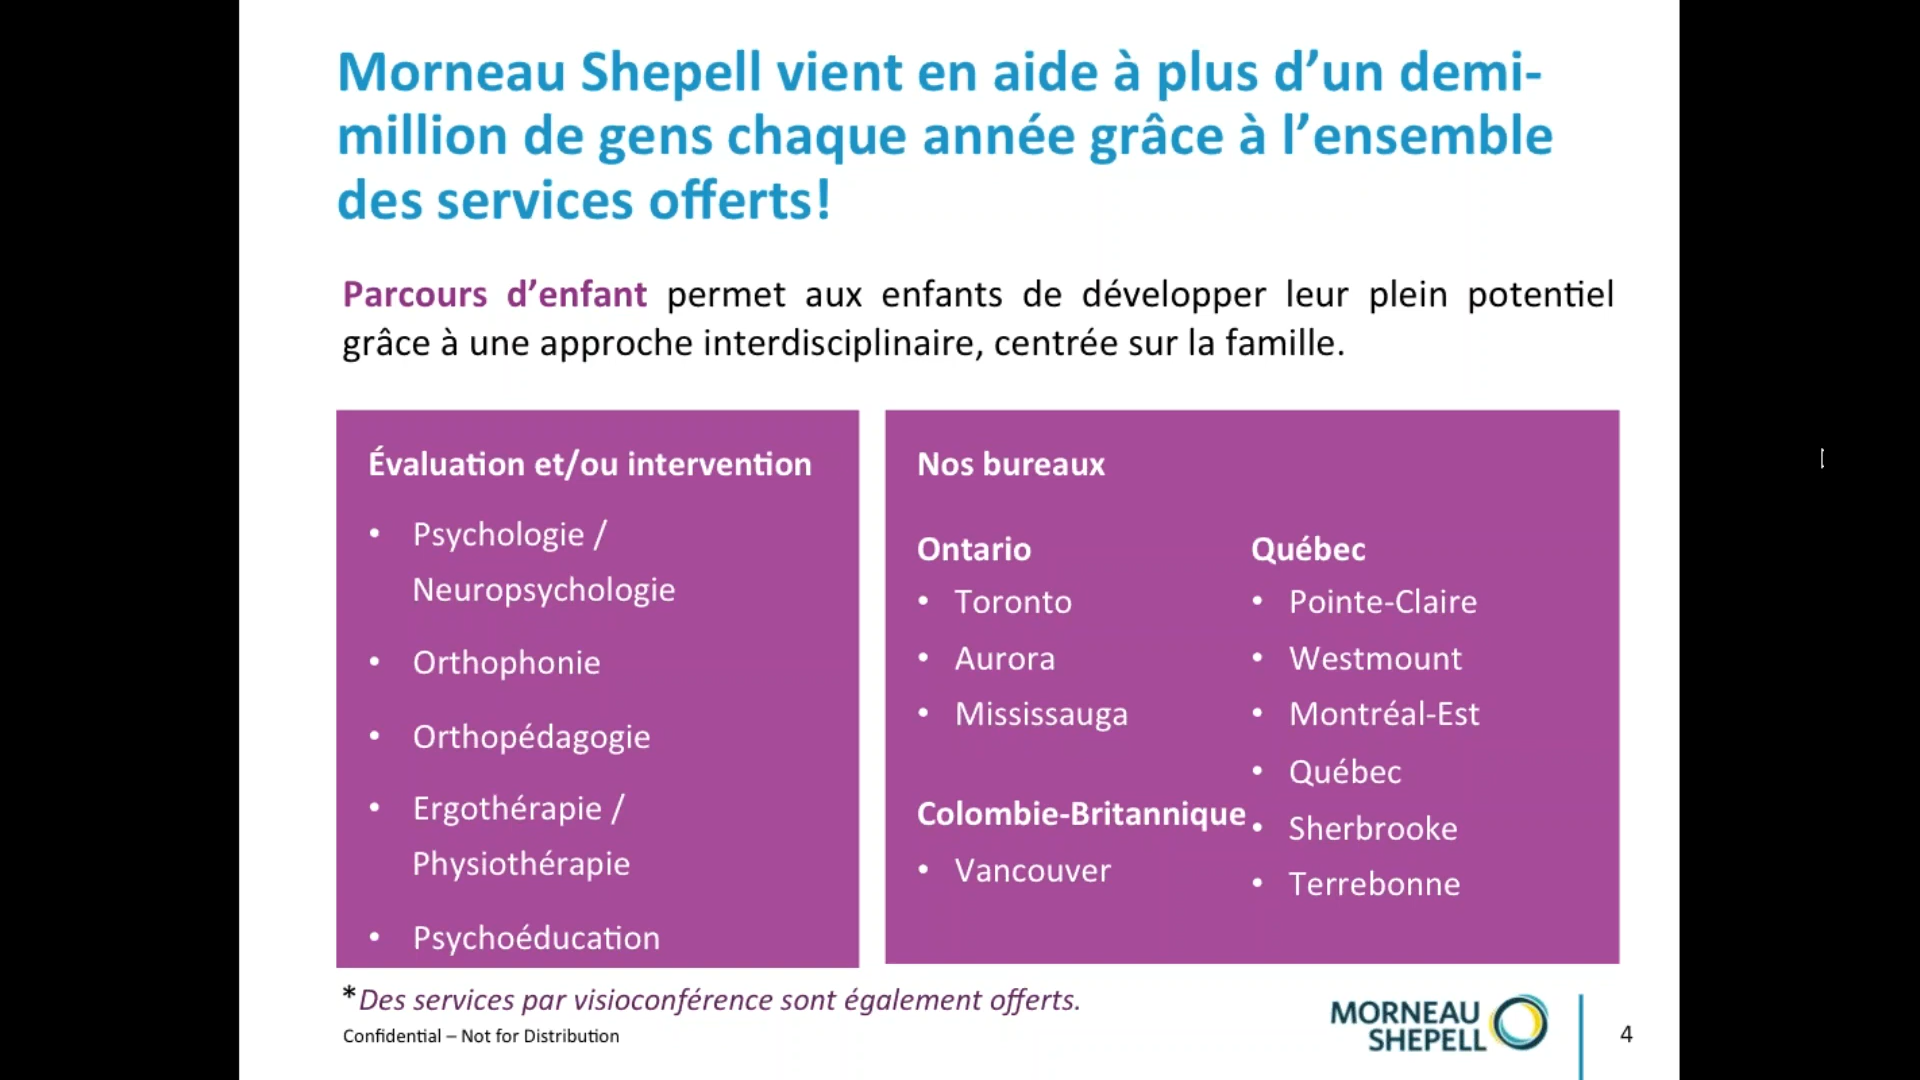 Morneau Shepell vient en aide à plus d’un demi-
million de gens chaque année grâce à l’ensemble
des services offerts!
Parcours d’enfant permet aux enfants de développer leur plein potentiel
grâce à une approche interdisciplinaire, centrée sur la famille.
Évaluation et/ou intervention
• Psychologie /
Neuropsychologie
• Orthophonie
• Orthopédagogie
• Ergothérapie /
Physiothérapie
• Psychoéducation
Nos bureaux
Ontario
• Toronto
• Aurora
• Mississauga
Colombie-Britannique
• Vancouver
Québec
• Pointe-Claire
• Westmount
• Montréal-Est
• Québec
• Sherbrooke
• Terrebonne
*Des services par visioconférence sont également offerts.
Confidential – Not for Distribution
MORNEAU
SHEPELL
4